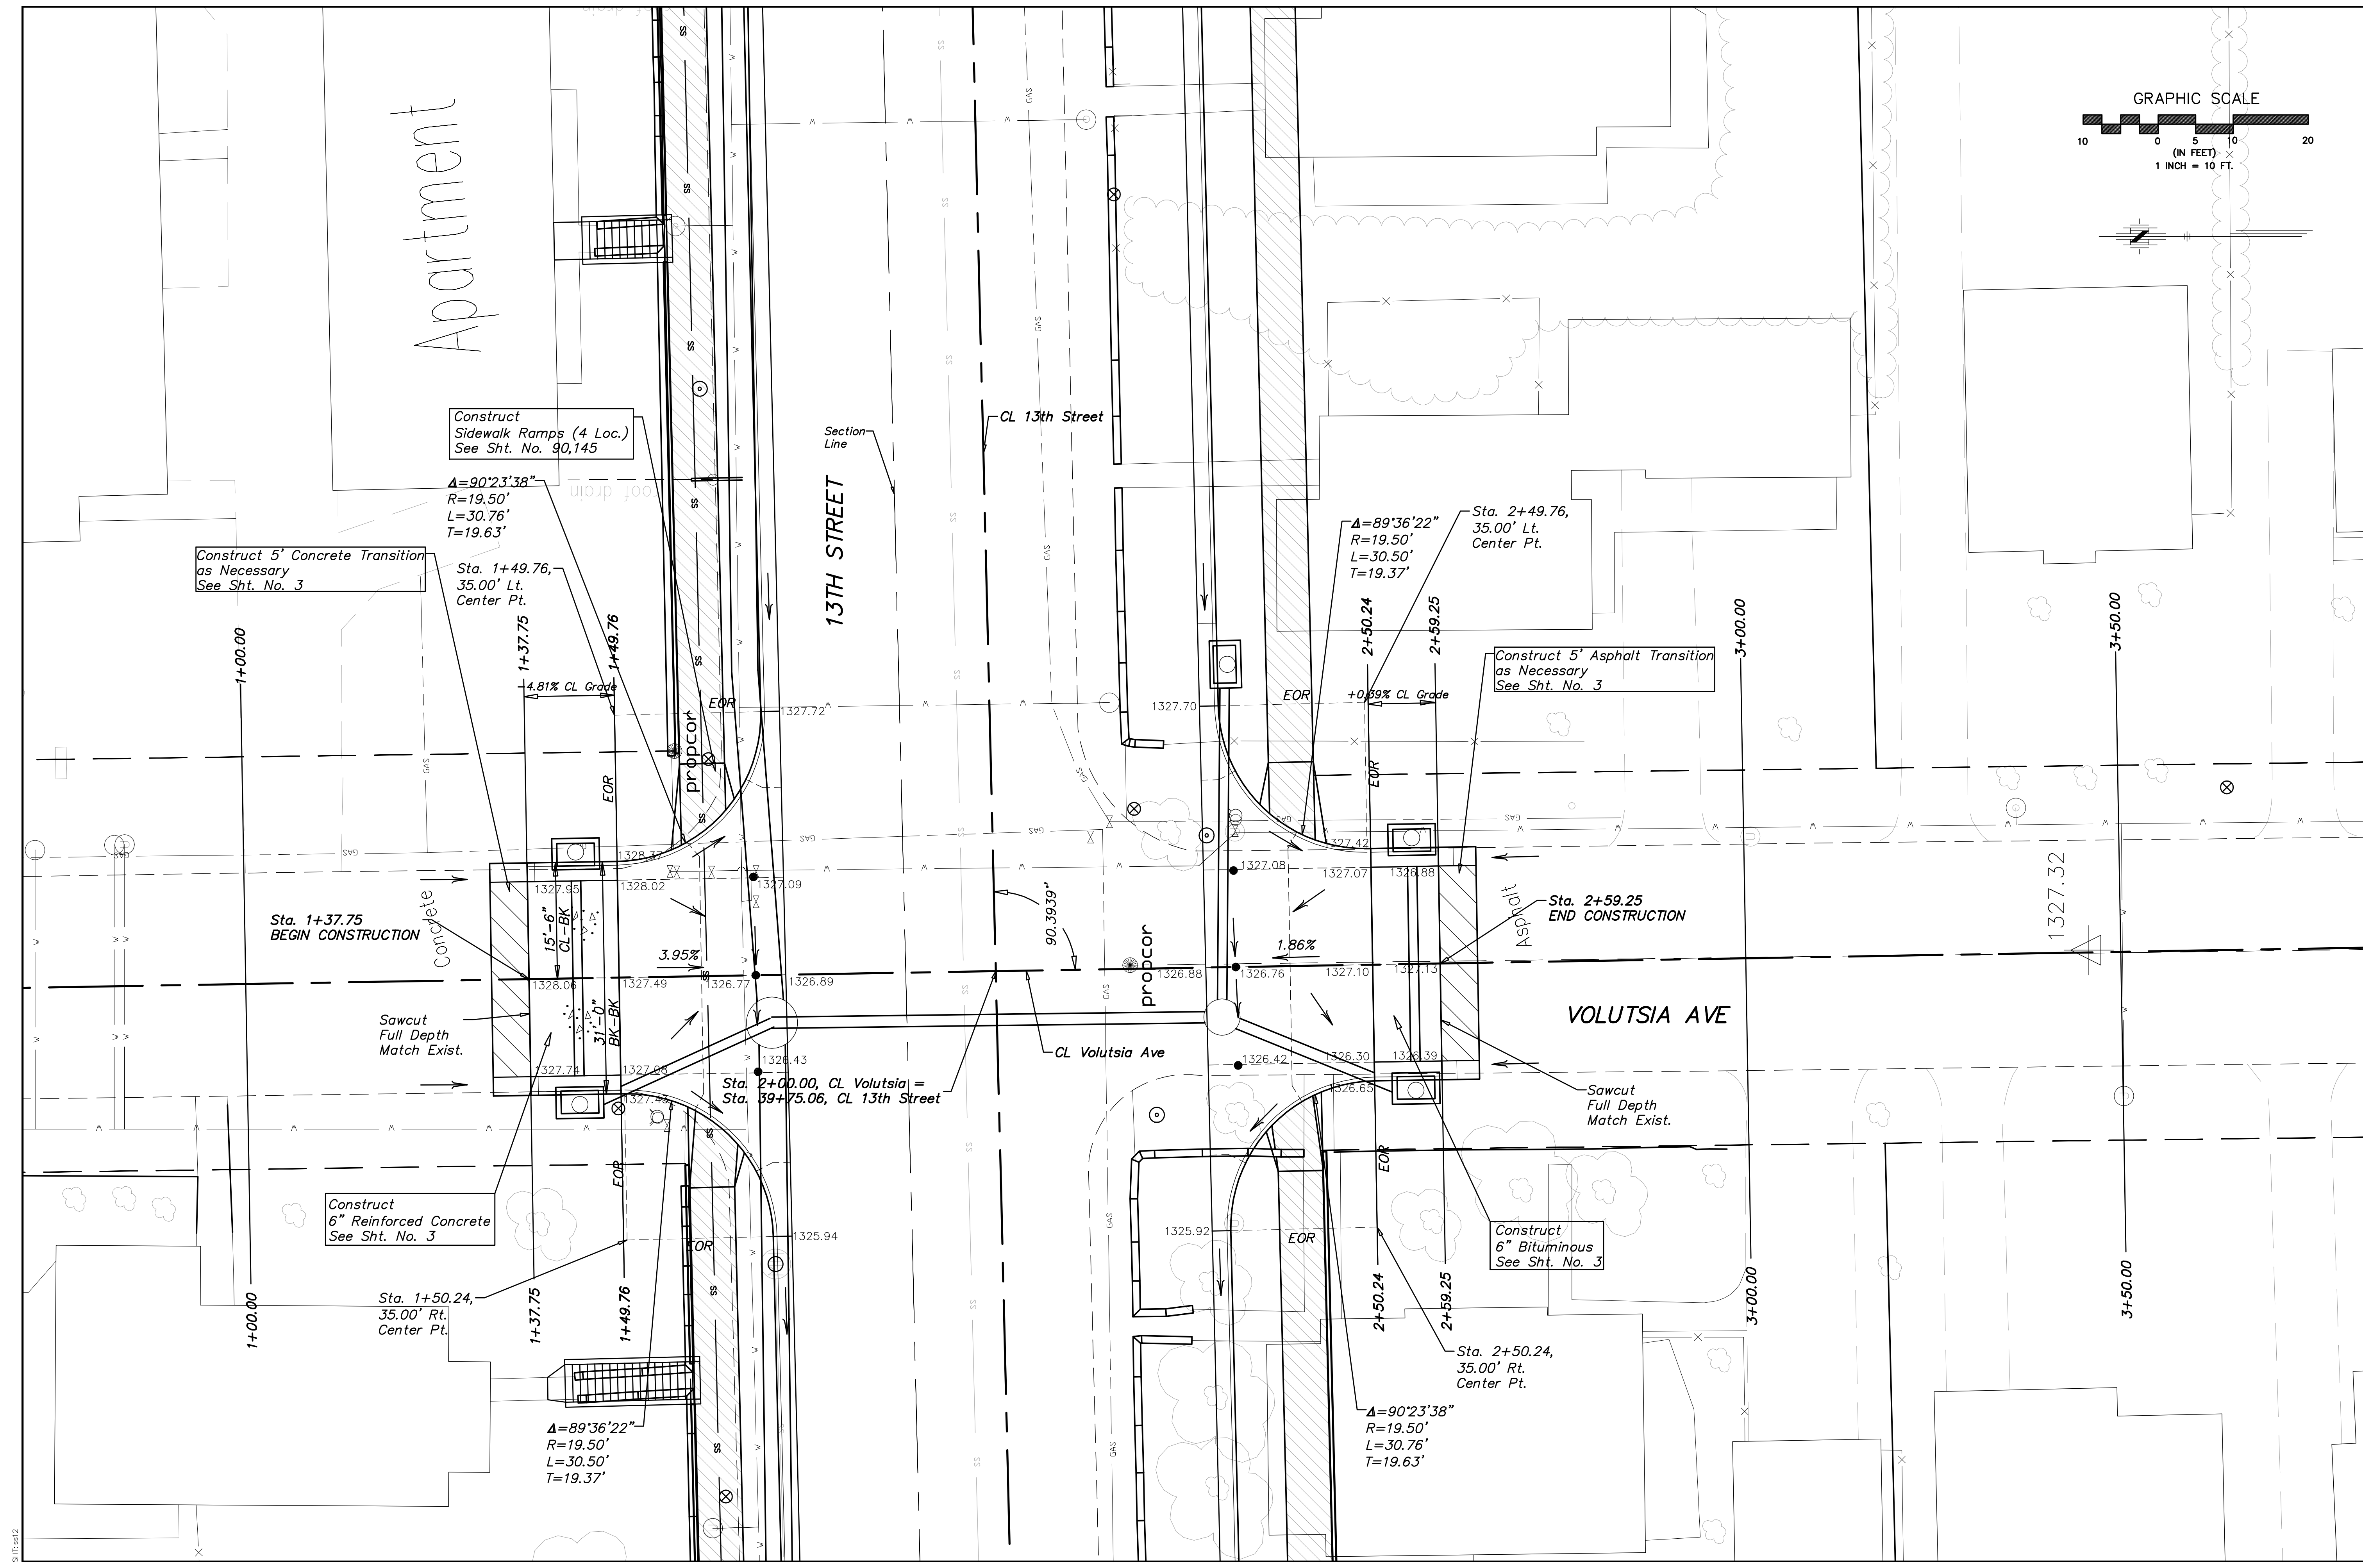 GRAPHIC SCALE
10 0 5 10 20
(IN FEET)
1 INCH = 10 FT.
Apartment
roof drain
Construct
Sidewalk Ramps (4 Loc.)
See Sht. No. 90,145
Δ=90°23'38"
R=19.50'
L=30.76'
T=19.63'
Construct 5' Concrete Transition
as Necessary
See Sht. No. 3
Sta. 1+49.76,
35.00' Lt.
Center Pt.
Section
Line
CL 13th Street
13TH STREET
Δ=89°36'22"
R=19.50'
L=30.50'
T=19.37'
Sta. 2+49.76,
35.00' Lt.
Center Pt.
Construct 5' Asphalt Transition
as Necessary
See Sht. No. 3
1+00.00
1+37.75
1+49.76
2+50.24
2+59.25
3+00.00
3+50.00
4.81% CL Grade
+0.39% CL Grade
EOR
EOR
EOR
EOR
propcor
1327.72
1327.70
1328.37
1327.95
1328.02
1327.09
1327.08
1327.42
1327.07
1326.88
Concrete
Asphalt
Sta. 1+37.75
BEGIN CONSTRUCTION
15'-6"
CL-BK
3.95%
90.3939°
propcor
1.86%
Sta. 2+59.25
END CONSTRUCTION
1327.32
1328.06
1327.49
1326.77
1326.89
1326.88
1326.76
1327.10
1327.13
31'-0"
BK-BK
Sawcut
Full Depth
Match Exist.
VOLUTSIA AVE
CL Volutsia Ave
1327.74
1327.08
1326.43
1326.42
1326.30
1326.39
1327.43
1326.65
Sta. 2+00.00, CL Volutsia =
Sta. 39+75.06, CL 13th Street
Sawcut
Full Depth
Match Exist.
EOR
EOR
EOR
EOR
Construct
6" Reinforced Concrete
See Sht. No. 3
1325.94
1325.92
Construct
6" Bituminous
See Sht. No. 3
Sta. 1+50.24,
35.00' Rt.
Center Pt.
1+00.00
1+37.75
1+49.76
2+50.24
2+59.25
3+00.00
3+50.00
Sta. 2+50.24,
35.00' Rt.
Center Pt.
Δ=89°36'22"
R=19.50'
L=30.50'
T=19.37'
Δ=90°23'38"
R=19.50'
L=30.76'
T=19.63'
SS
GAS
W
SHT:ss12